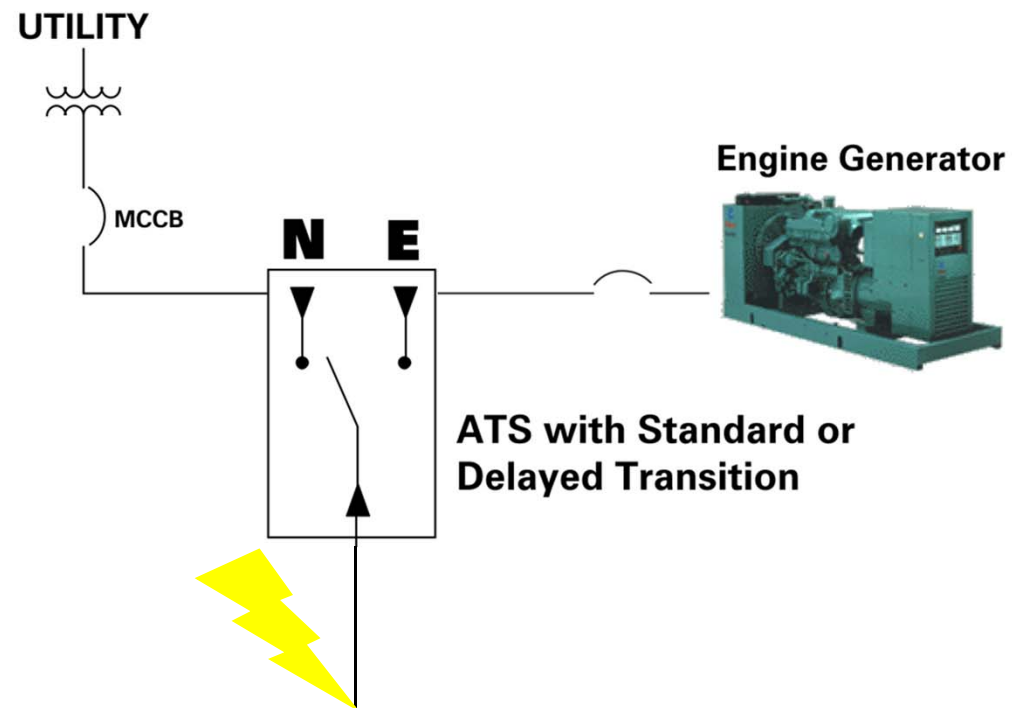 UTILITY
Engine Generator
MCCB
N E
ATS with Standard or
Delayed Transition